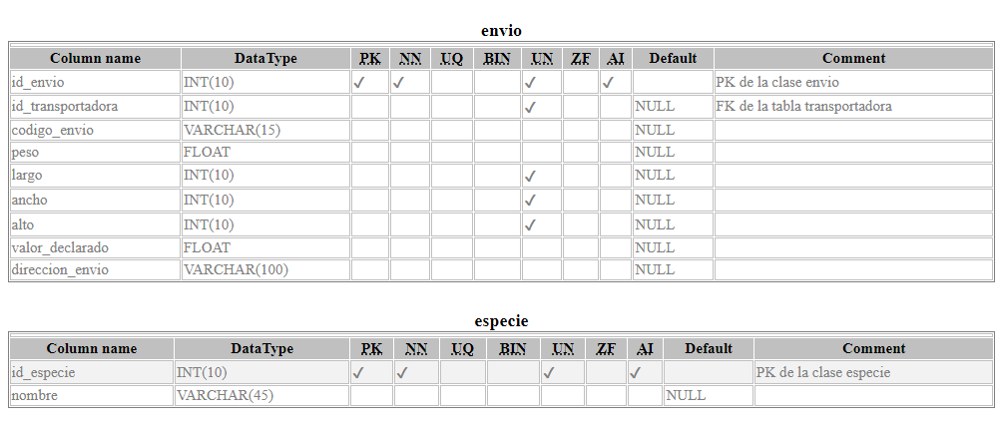 envio
Column name DataType PK NN UQ BIN UN ZF AI Default Comment
id_envio INT(10) ✓ ✓ ✓ ✓ PK de la clase envio
id_transportadora INT(10) ✓ NULL FK de la tabla transportadora
codigo_envio VARCHAR(15) NULL
peso FLOAT NULL
largo INT(10) ✓ NULL
ancho INT(10) ✓ NULL
alto INT(10) ✓ NULL
valor_declarado FLOAT NULL
direccion_envio VARCHAR(100) NULL
especie
Column name DataType PK NN UQ BIN UN ZF AI Default Comment
id_especie INT(10) ✓ ✓ ✓ ✓ PK de la clase especie
nombre VARCHAR(45) NULL